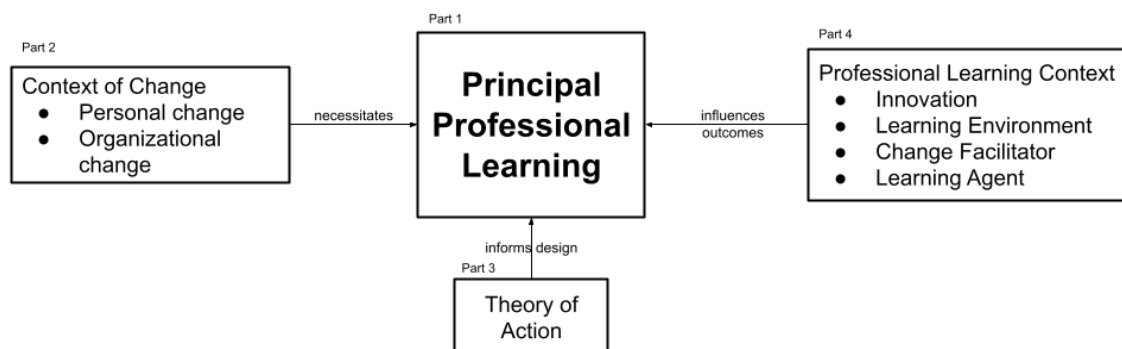 Part 1
Principal
Professional
Learning
Part 2
Context of Change
● Personal change
● Organizational
change
necessitates
Part 4
Professional Learning Context
● Innovation
● Learning Environment
● Change Facilitator
● Learning Agent
influences
outcomes
informs design
Part 3
Theory of
Action